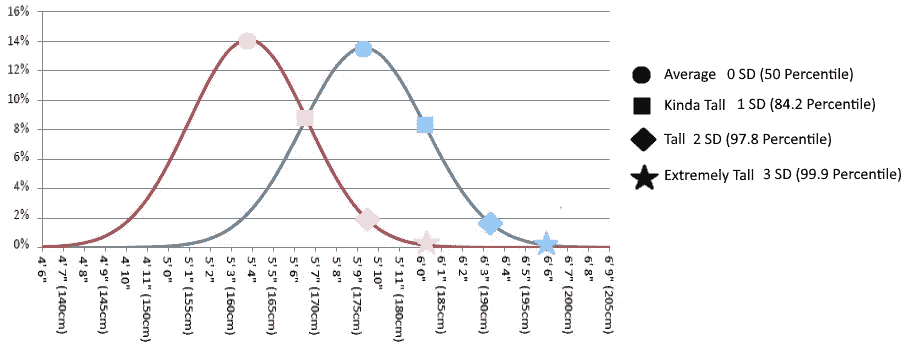 16%
14%
12%
10%
8%
6%
4%
2%
0%
4' 6"
4' 7" (140cm)
4' 8"
4' 9" (145cm)
4' 10"
4' 11" (150cm)
5' 0"
5' 1" (155cm)
5' 2"
5' 3" (160cm)
5' 4"
5' 5" (165cm)
5' 6"
5' 7" (170cm)
5' 8"
5' 9" (175cm)
5' 10"
5' 11" (180cm)
6' 0"
6' 1" (185cm)
6' 2"
6' 3" (190cm)
6' 4"
6' 5" (195cm)
6' 6"
6' 7" (200cm)
6' 8"
6' 9" (205cm)
Average 0 SD (50 Percentile)
Kinda Tall 1 SD (84.2 Percentile)
Tall 2 SD (97.8 Percentile)
Extremely Tall 3 SD (99.9 Percentile)